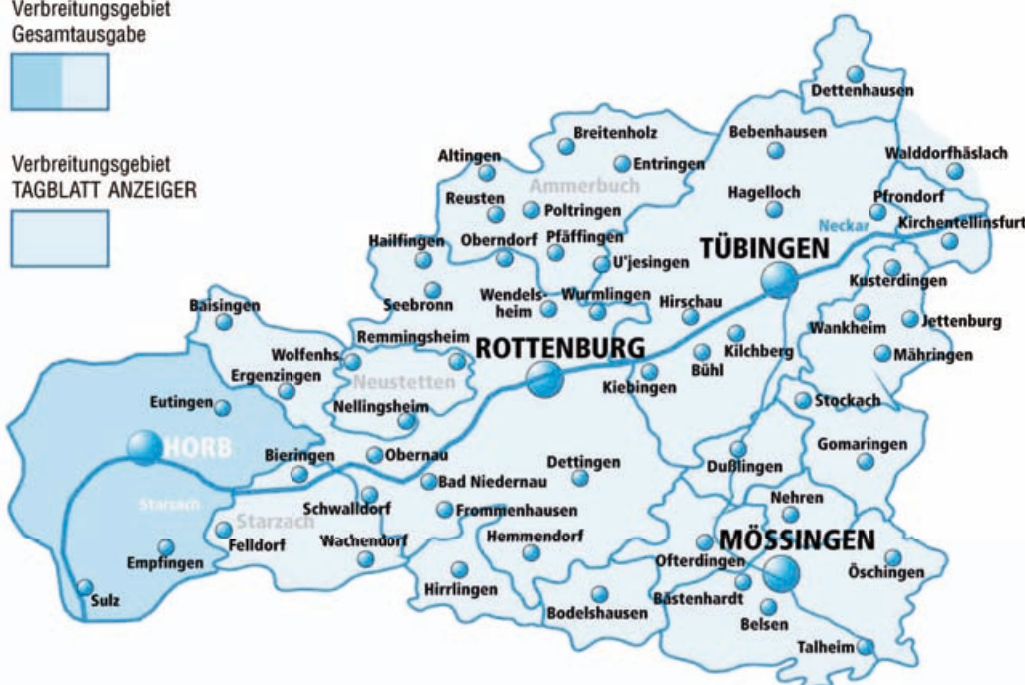 Verbreitungsgebiet
Gesamtausgabe
Verbreitungsgebiet
TAGBLATT ANZEIGER
Dettenhausen
Breitenholz
Bebenhausen
Altingen
Entringen
Walddorfhäslach
Ammerbuch
Reusten
Poltringen
Hagelloch
Pfrondorf
Neckar
Kirchentellinsfurt
Hailfingen
Oberndorf
Pfäffingen
TÜBINGEN
U'jesingen
Kusterdingen
Seebronn
Wendels-
heim
Wurmlingen
Hirschau
Baisingen
Wankheim
Jettenburg
Remmingsheim
Wolfenhs.
ROTTENBURG
Kilchberg
Mähringen
Ergenzingen
Neustetten
Kiebingen
Bühl
Eutingen
Nellingsheim
Stockach
HORB
Bieringen
Obernau
Dettingen
Dußlingen
Gomaringen
Bad Niedernau
Starzach
Schwalldorf
Nehren
Starzach
Frommenhausen
Felldorf
Wachendorf
Hemmendorf
MÖSSINGEN
Empfingen
Ofterdingen
Öschingen
Hirrlingen
Sulz
Bodelshausen
Bästenhardt
Belsen
Talheim